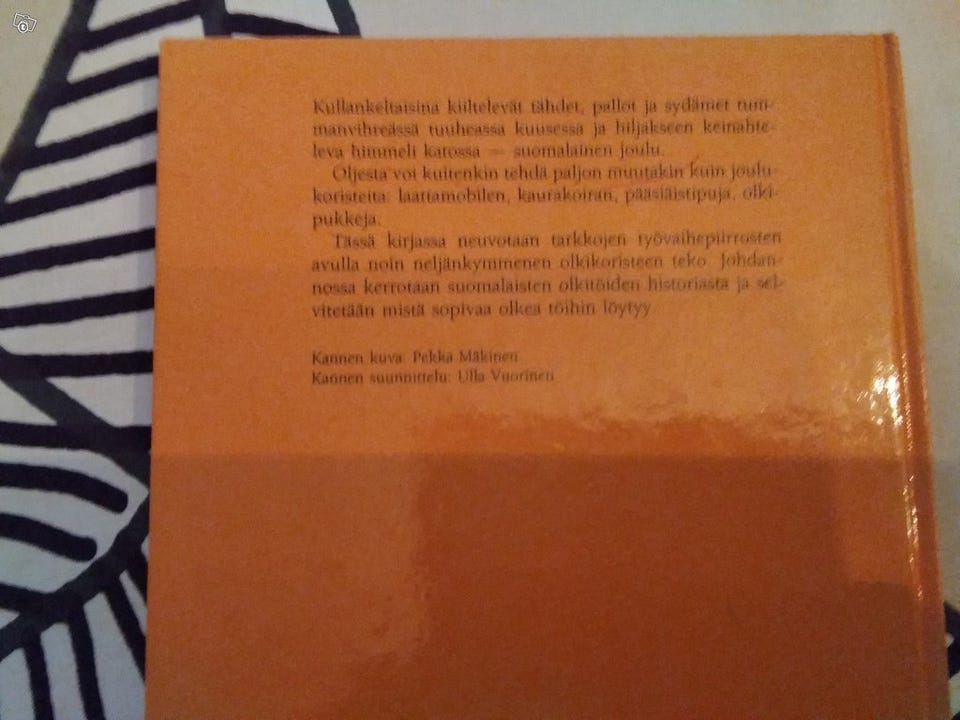 Kullankeltaisina kiiltelevät tähdet, pallot ja sydämet tum-
manvihreässä tuuheassa kuusessa ja hiljakseen keinahte-
leva himmeli katossa — suomalainen joulu.
Oljesta voi kuitenkin tehdä paljon muutakin kuin joulu-
koristeita: laattamobilen, kaurakoiran, pääsiäistipuja, olki-
pukkeja.
Tässä kirjassa neuvotaan tarkkojen työvaihepiirrosten
avulla noin neljänkymmenen olkikoristeen teko. Johdan-
nossa kerrotaan suomalaisten olkitöiden historiasta ja sel-
vitetään mistä sopivaa olkea töihin löytyy.
Kannen kuva: Pekka Mäkinen
Kannen suunnittelu: Ulla Vuorinen